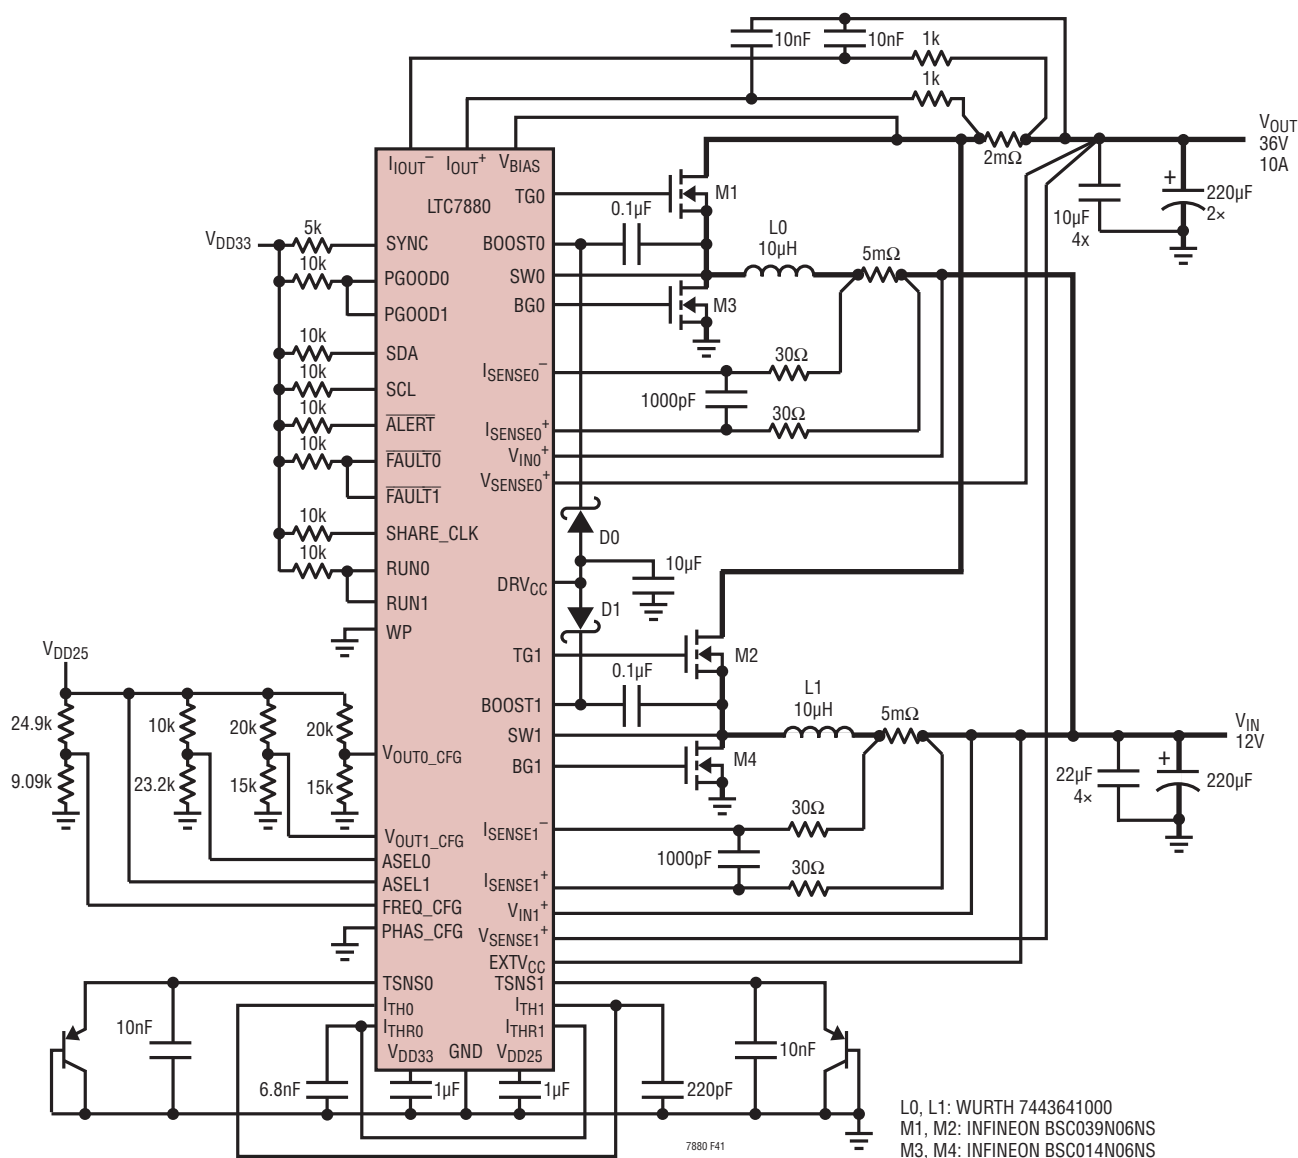 10nF
10nF
1k
1k
2mΩ
VOUT
36V
10A
220µF
2×
10µF
4x
IIOUT–
IOUT+
VBIAS
LTC7880
TG0
M1
0.1µF
L0
10µH
5mΩ
VDD33
5k
SYNC
BOOST0
10k
PGOOD0
SW0
PGOOD1
BG0
M3
10k
SDA
ISENSE0–
30Ω
10k
SCL
1000pF
10k
ALERT
ISENSE0+
30Ω
10k
FAULT0
VIN0+
FAULT1
VSENSE0+
10k
SHARE_CLK
D0
10k
RUN0
DRVCC
10µF
RUN1
D1
WP
VDD25
TG1
M2
0.1µF
L1
10µH
5mΩ
BOOST1
24.9k
10k
20k
20k
SW1
VIN
12V
VOUT0_CFG
BG1
M4
9.09k
23.2k
15k
15k
22µF
4×
220µF
VOUT1_CFG
ISENSE1–
30Ω
ASEL0
1000pF
ASEL1
ISENSE1+
30Ω
FREQ_CFG
VIN1+
PHAS_CFG
VSENSE1+
EXTVCC
TSNS0
TSNS1
ITH0
ITH1
10nF
ITHR0
ITHR1
10nF
VDD33
GND
VDD25
6.8nF
1µF
1µF
220pF
7880 F41
L0, L1: WURTH 7443641000
M1, M2: INFINEON BSC039N06NS
M3, M4: INFINEON BSC014N06NS